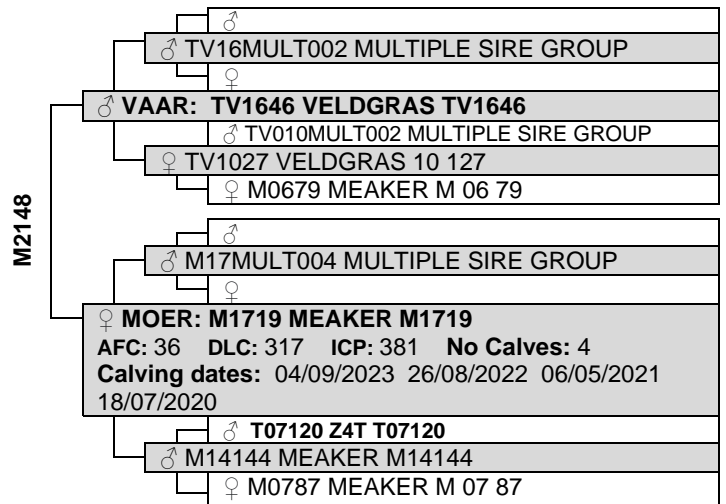 ♂
♂ TV16MULT002 MULTIPLE SIRE GROUP
♀
♂ VAAR: TV1646 VELDGRAS TV1646
♂ TV010MULT002 MULTIPLE SIRE GROUP
♀ TV1027 VELDGRAS 10 127
♀ M0679 MEAKER M 06 79
M2148
♂
♂ M17MULT004 MULTIPLE SIRE GROUP
♀
♀ MOER: M1719 MEAKER M1719
AFC: 36 DLC: 317 ICP: 381 No Calves: 4
Calving dates: 04/09/2023 26/08/2022 06/05/2021
18/07/2020
♂ T07120 Z4T T07120
♂ M14144 MEAKER M14144
♀ M0787 MEAKER M 07 87